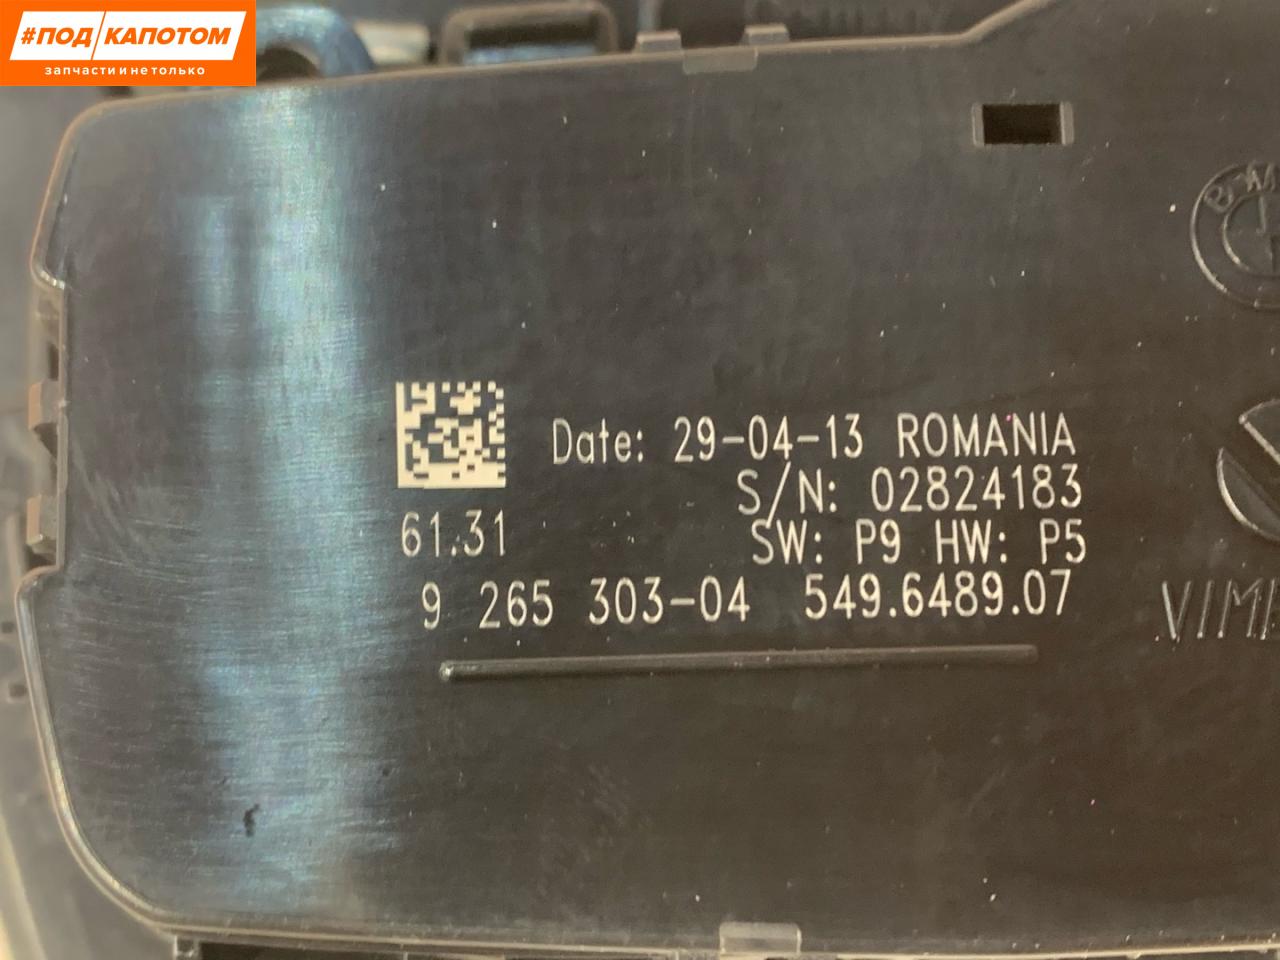 #ПОД КАПОТОМ
запчасти и не только
BMW
Date: 29-04-13 ROMANIA
S/N: 02824183
61.31
SW: P9 HW: P5
9 265 303-04 549.6489.07